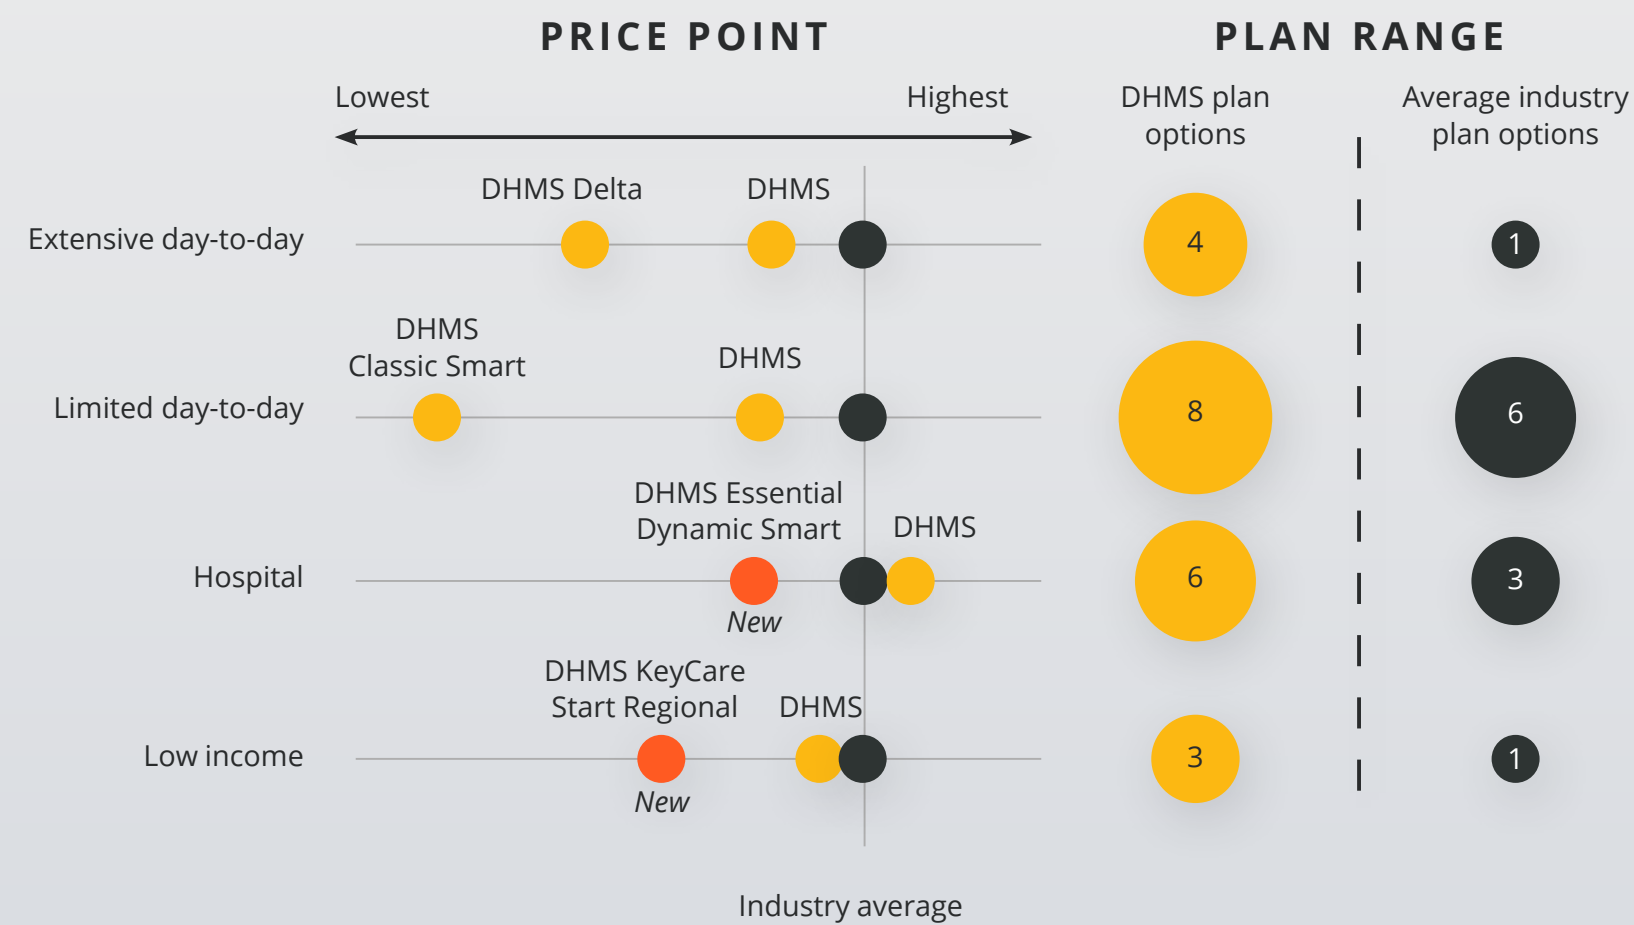 PRICE POINT
PLAN RANGE
Lowest
Highest
DHMS plan
options
Average industry
plan options
Extensive day-to-day
DHMS Delta
DHMS
4
1
Limited day-to-day
DHMS
Classic Smart
DHMS
8
6
Hospital
DHMS Essential
Dynamic Smart
DHMS
New
6
3
Low income
DHMS KeyCare
Start Regional
DHMS
New
3
1
Industry average